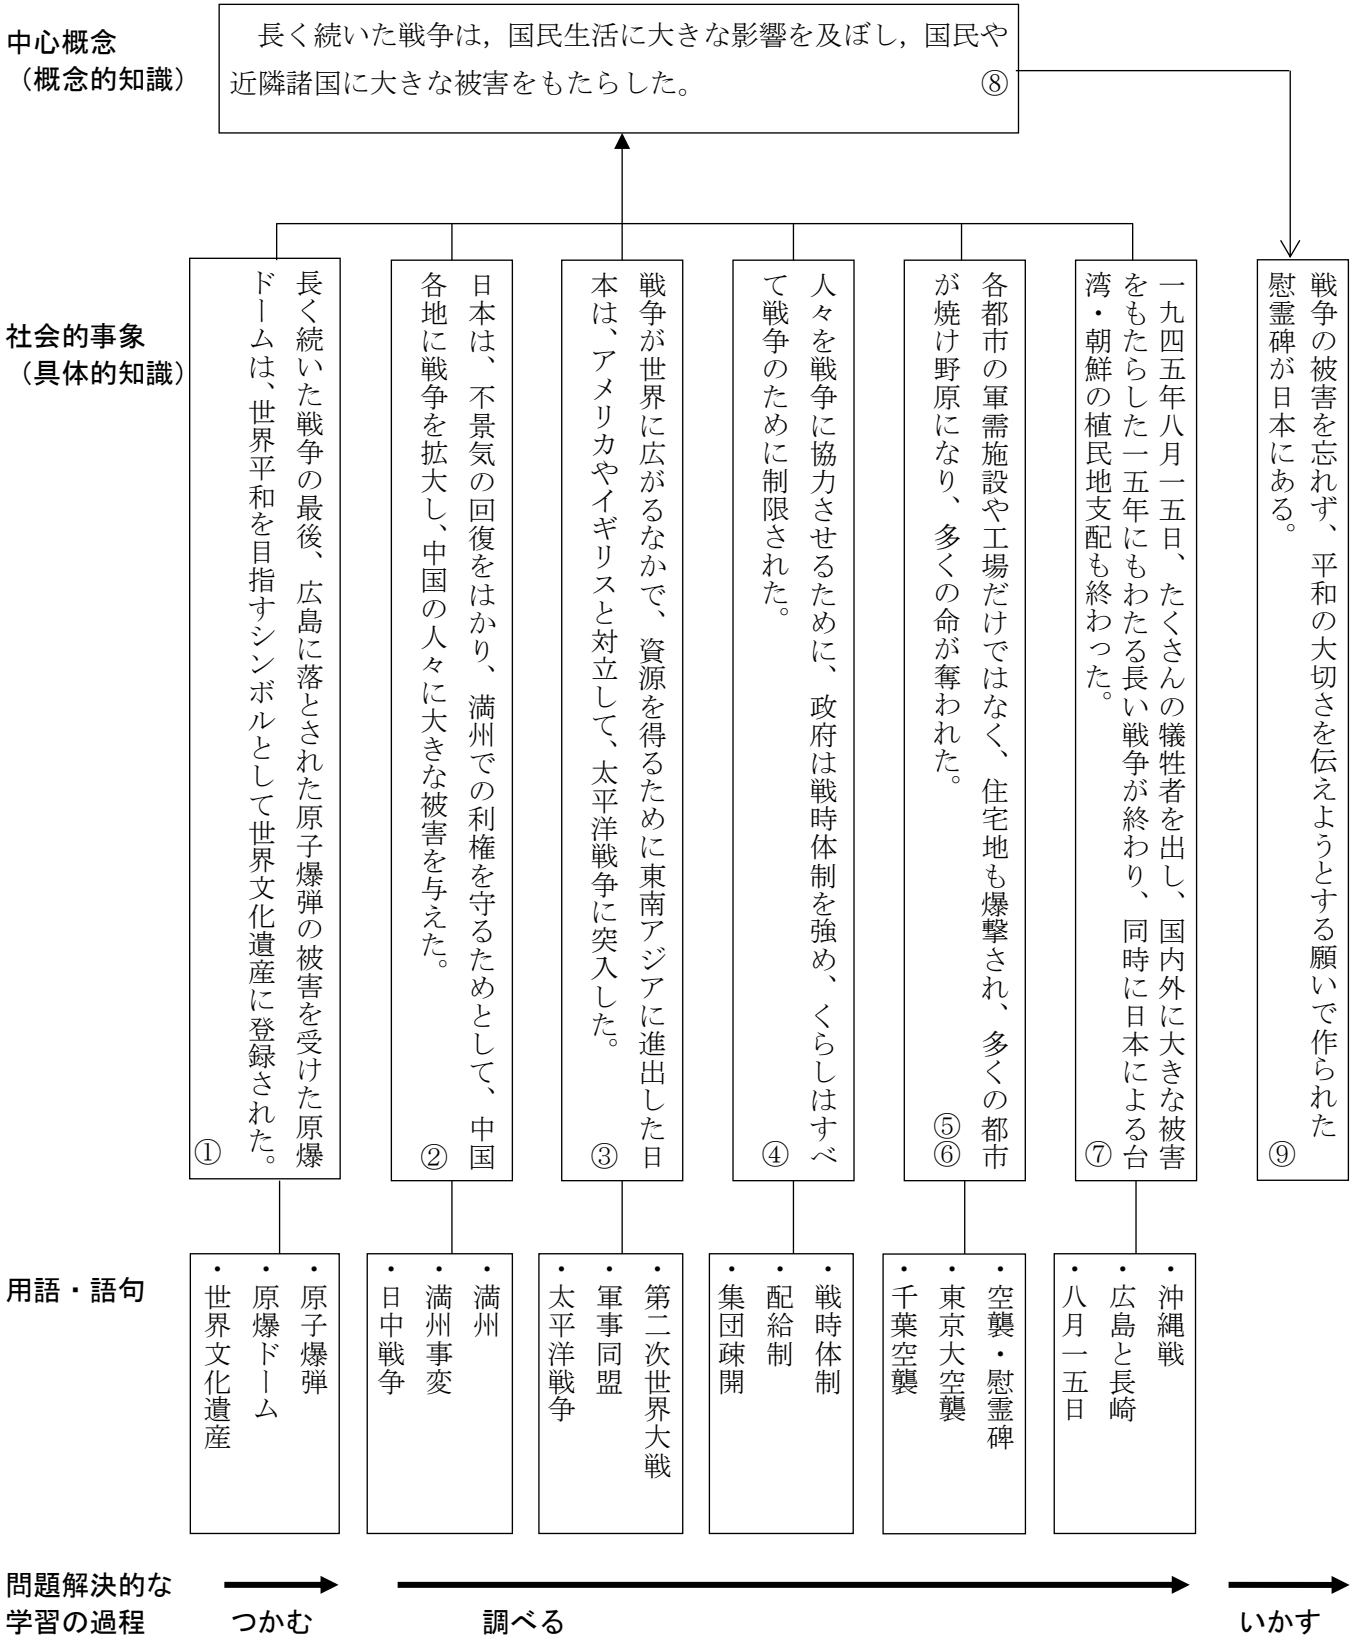 中心概念
（概念的知識）
長く続いた戦争は，国民生活に大きな影響を及ぼし，国民や
近隣諸国に大きな被害をもたらした。 ⑧
社会的事象
（具体的知識）
長く続いた戦争の最後、広島に落とされた原子爆弾の被害を受けた原爆
ドームは、世界平和を目指すシンボルとして世界文化遺産に登録された。
①
日本は、不景気の回復をはかり、満州での利権を守るためとして、中国
各地に戦争を拡大し、中国の人々に大きな被害を与えた。
②
戦争が世界に広がるなかで、資源を得るために東南アジアに進出した日
本は、アメリカやイギリスと対立して、太平洋戦争に突入した。
③
人々を戦争に協力させるために、政府は戦時体制を強め、くらしはすべ
て戦争のために制限された。
④
各都市の軍需施設や工場だけではなく、住宅地も爆撃され、多くの都市
が焼け野原になり、多くの命が奪われた。
⑤⑥
一九四五年八月一五日、たくさんの犠牲者を出し、国内外に大きな被害
をもたらした一五年にもわたる長い戦争が終わり、同時に日本による台
湾・朝鮮の植民地支配も終わった。
⑦
戦争の被害を忘れず、平和の大切さを伝えようとする願いで作られた
慰霊碑が日本にある。
⑨
用語・語句
・原子爆弾
・原爆ドーム
・世界文化遺産
・満州
・満州事変
・日中戦争
・第二次世界大戦
・軍事同盟
・太平洋戦争
・戦時体制
・配給制
・集団疎開
・空襲・慰霊碑
・東京大空襲
・千葉空襲
・沖縄戦
・広島と長崎
・八月一五日
問題解決的な
学習の過程
つかむ
調べる
いかす